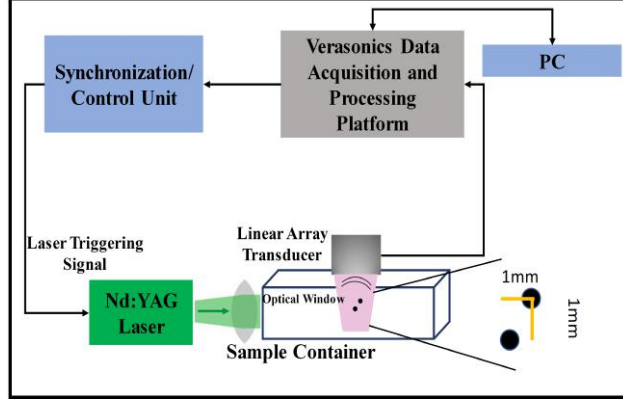 Verasonics Data
Acquisition and
Processing
Platform
Synchronization/
Control Unit
PC
Laser Triggering
Signal
Linear Array
Transducer
Nd:YAG
Laser
Optical Window
Sample Container
1mm
1mm